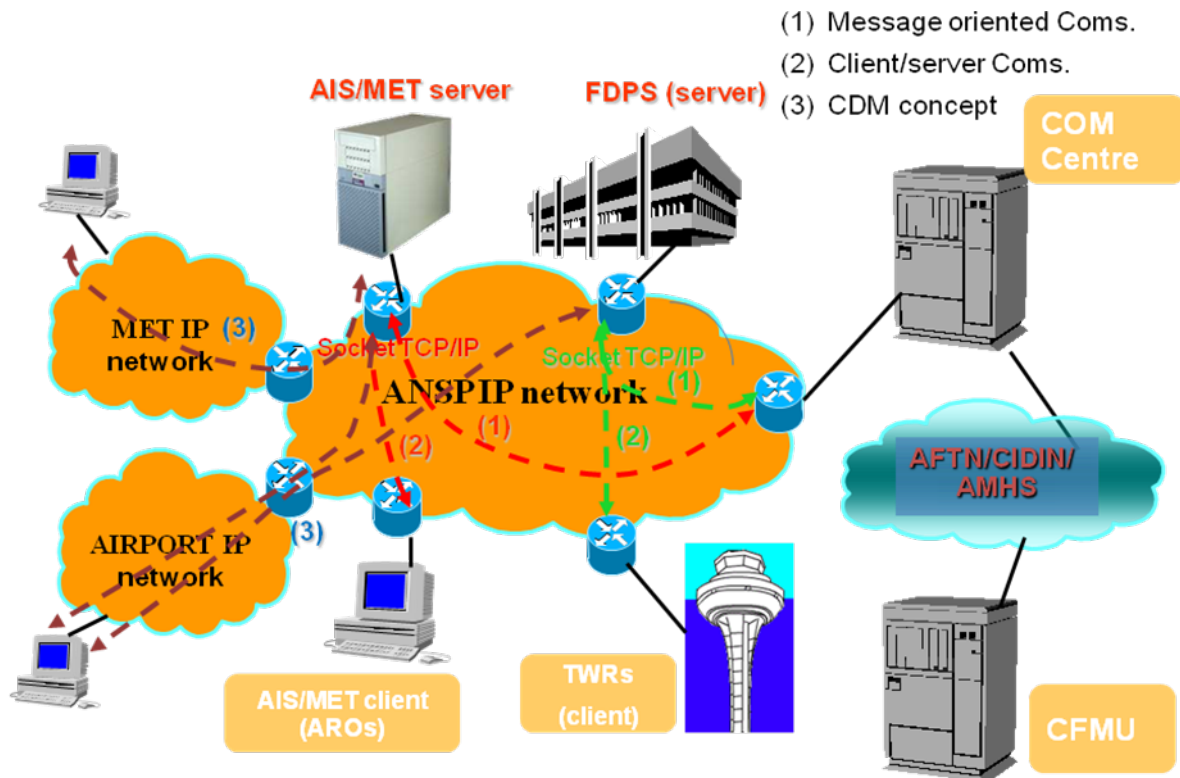 (1) Message oriented Coms.
(2) Client/server Coms.
(3) CDM concept
AIS/MET server
FDPS (server)
COM
Centre
MET IP
network
(3)
Socket TCP/IP
Socket TCP/IP
(1)
ANSP IP network
(2)
(1)
(2)
AFTN/CIDIN/
AMHS
AIRPORT IP
network
(3)
AIS/MET client
(AROs)
TWRs
(client)
CFMU